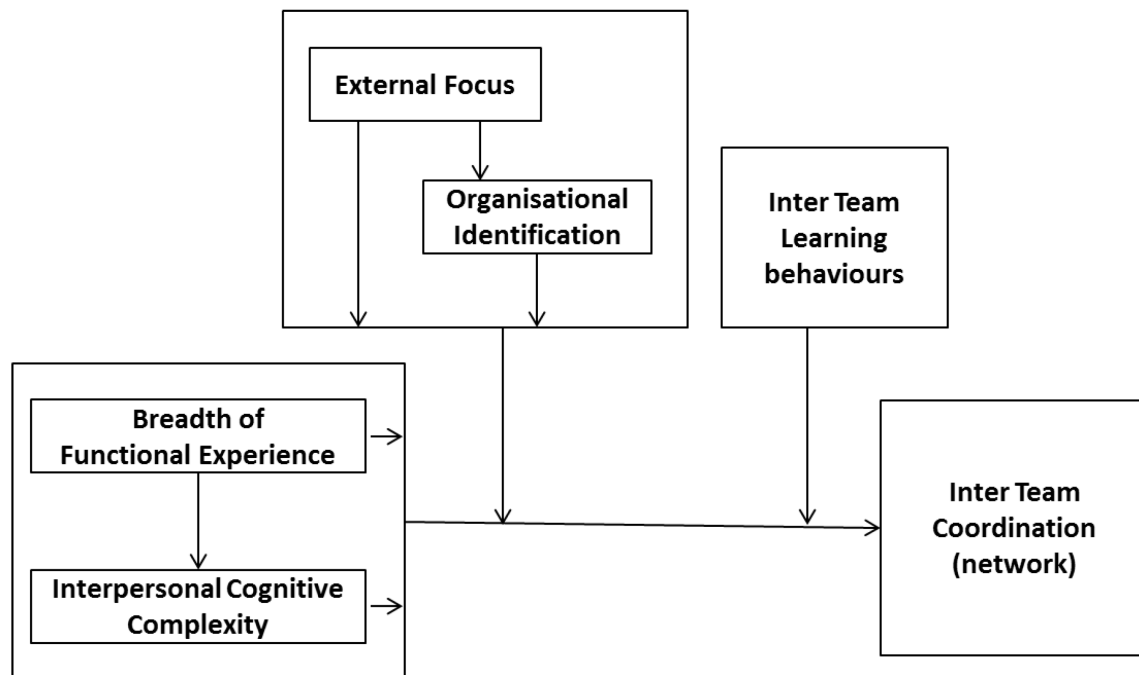 External Focus
Organisational
Identification
Inter Team
Learning
behaviours
Breadth of
Functional Experience
Interpersonal Cognitive
Complexity
Inter Team
Coordination
(network)